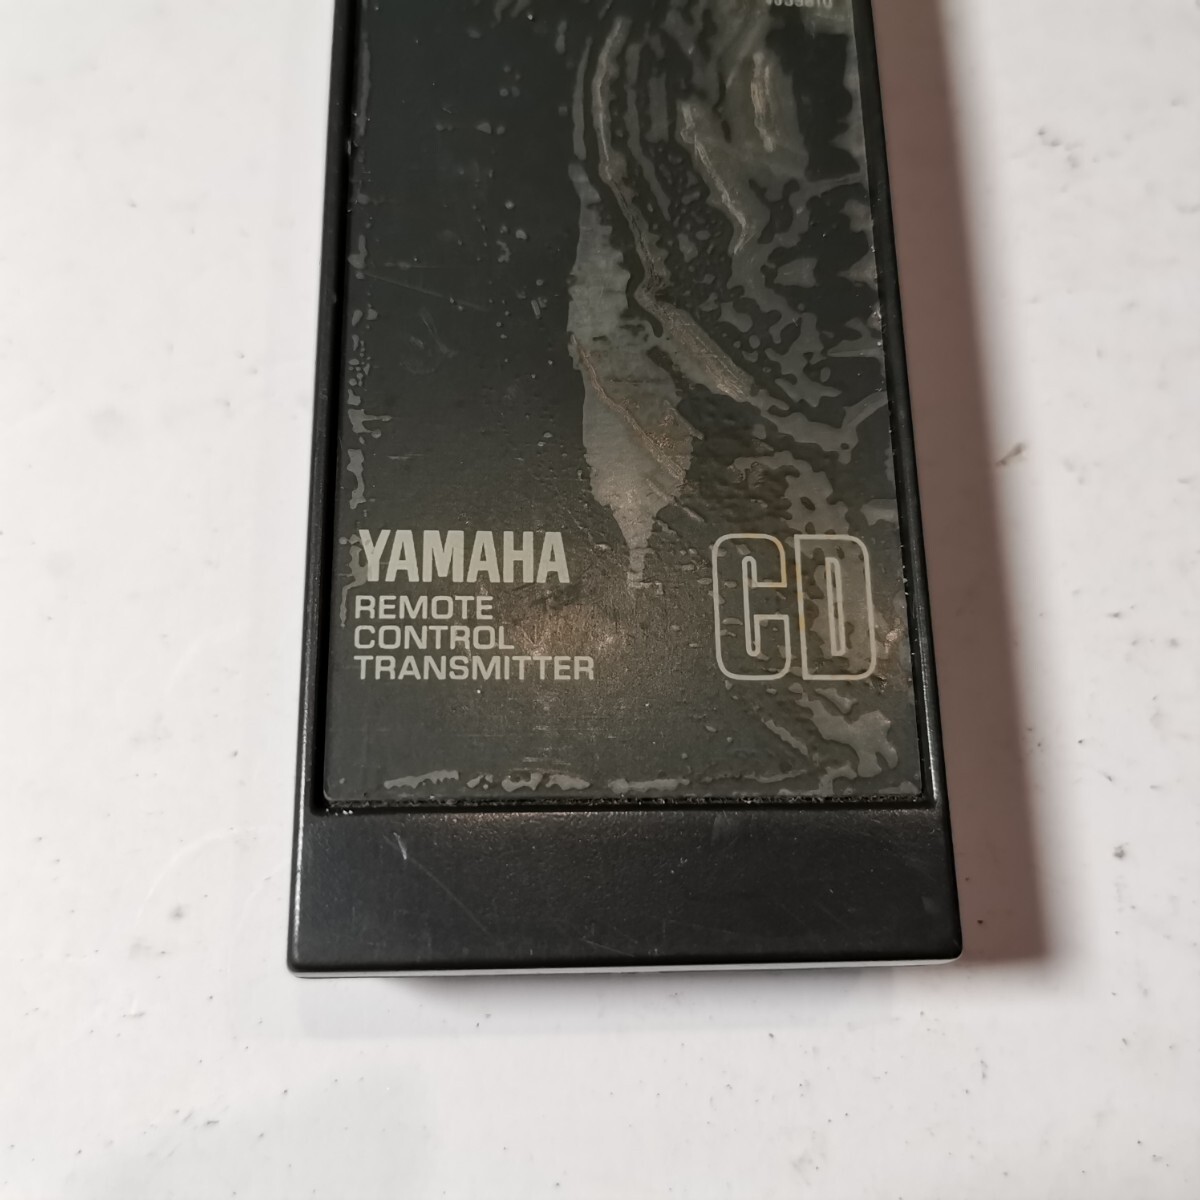 YAMAHA
REMOTE
CONTROL
TRANSMITTER
CD